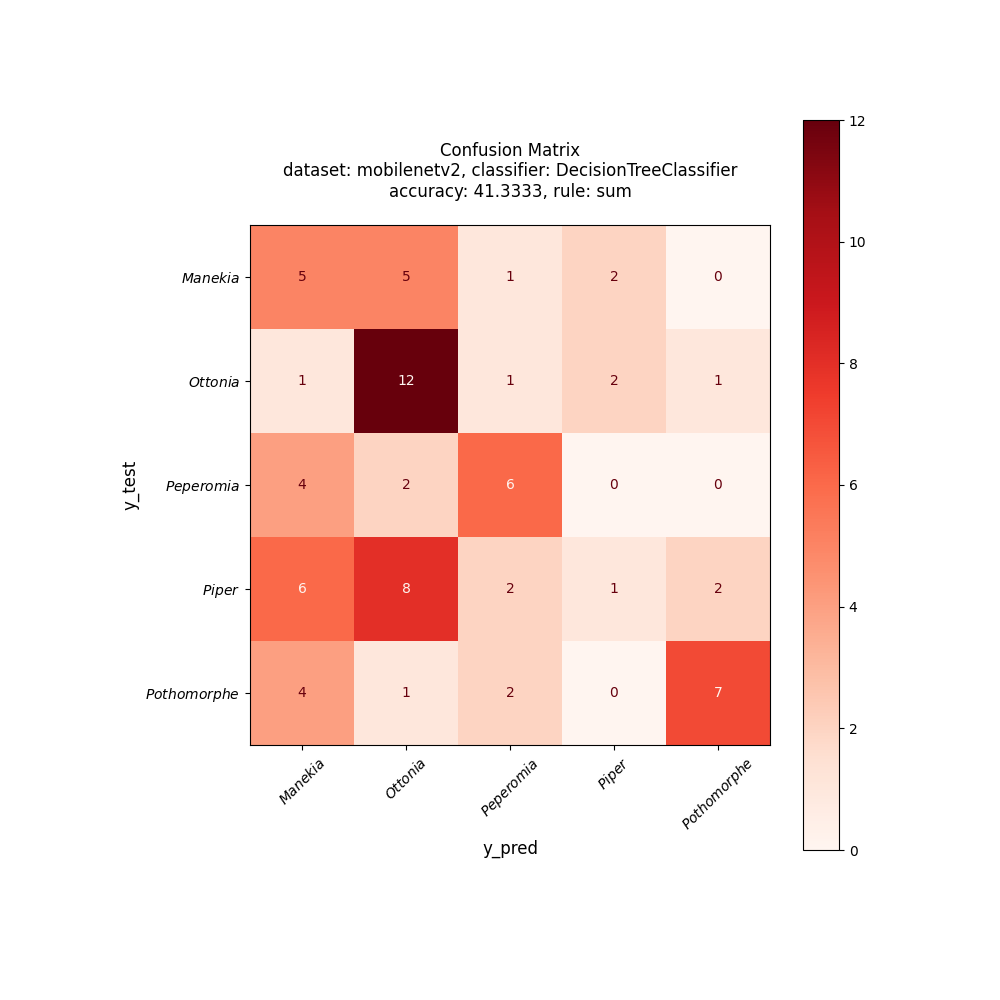 Confusion Matrix
dataset: mobilenetv2, classifier: DecisionTreeClassifier
accuracy: 41.3333, rule: sum
Manekia 5 5 1 2 0
Ottonia 1 12 1 2 1
Peperomia 4 2 6 0 0
Piper 6 8 2 1 2
Pothomorphe 4 1 2 0 7
Manekia Ottonia Peperomia Piper Pothomorphe
y_pred
y_test
12
10
8
6
4
2
0